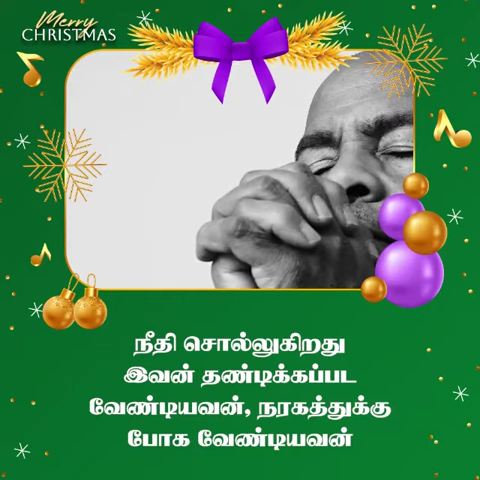 Merry
CHRISTMAS
நீதி சொல்லுகிறது
இவன் தண்டிக்கப்பட
வேண்டியவன், நரகத்துக்கு
போக வேண்டியவன்